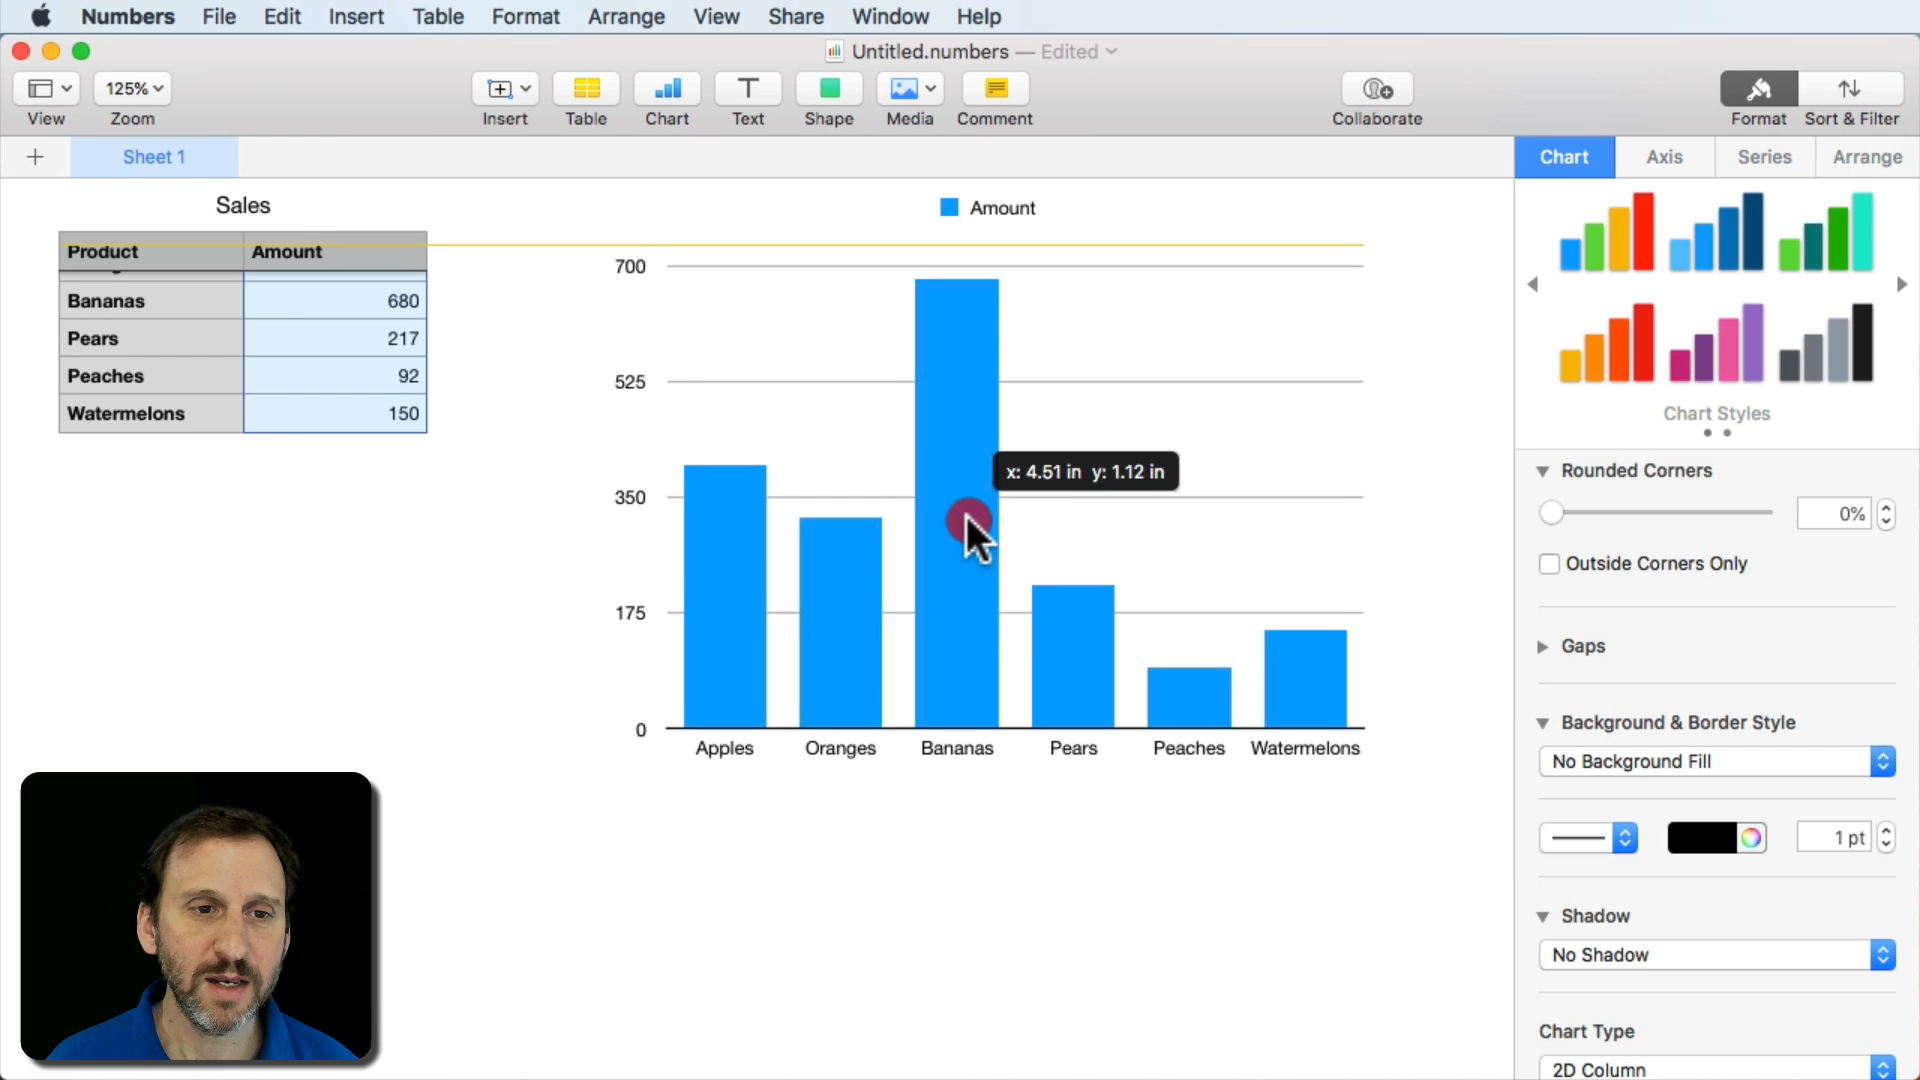 Numbers File Edit Insert Table Format Arrange View Share Window Help
Untitled.numbers — Edited
125%
View Zoom Insert Table Chart Text Shape Media Comment Collaborate Format Sort & Filter
Sheet 1
Chart Axis Series Arrange
Sales
Product Amount
Bananas 680
Pears 217
Peaches 92
Watermelons 150
Amount
700
525
350
175
0
x: 4.51 in y: 1.12 in
Apples Oranges Bananas Pears Peaches Watermelons
Chart Styles
Rounded Corners
0%
Outside Corners Only
Gaps
Background & Border Style
No Background Fill
1 pt
Shadow
No Shadow
Chart Type
2D Column